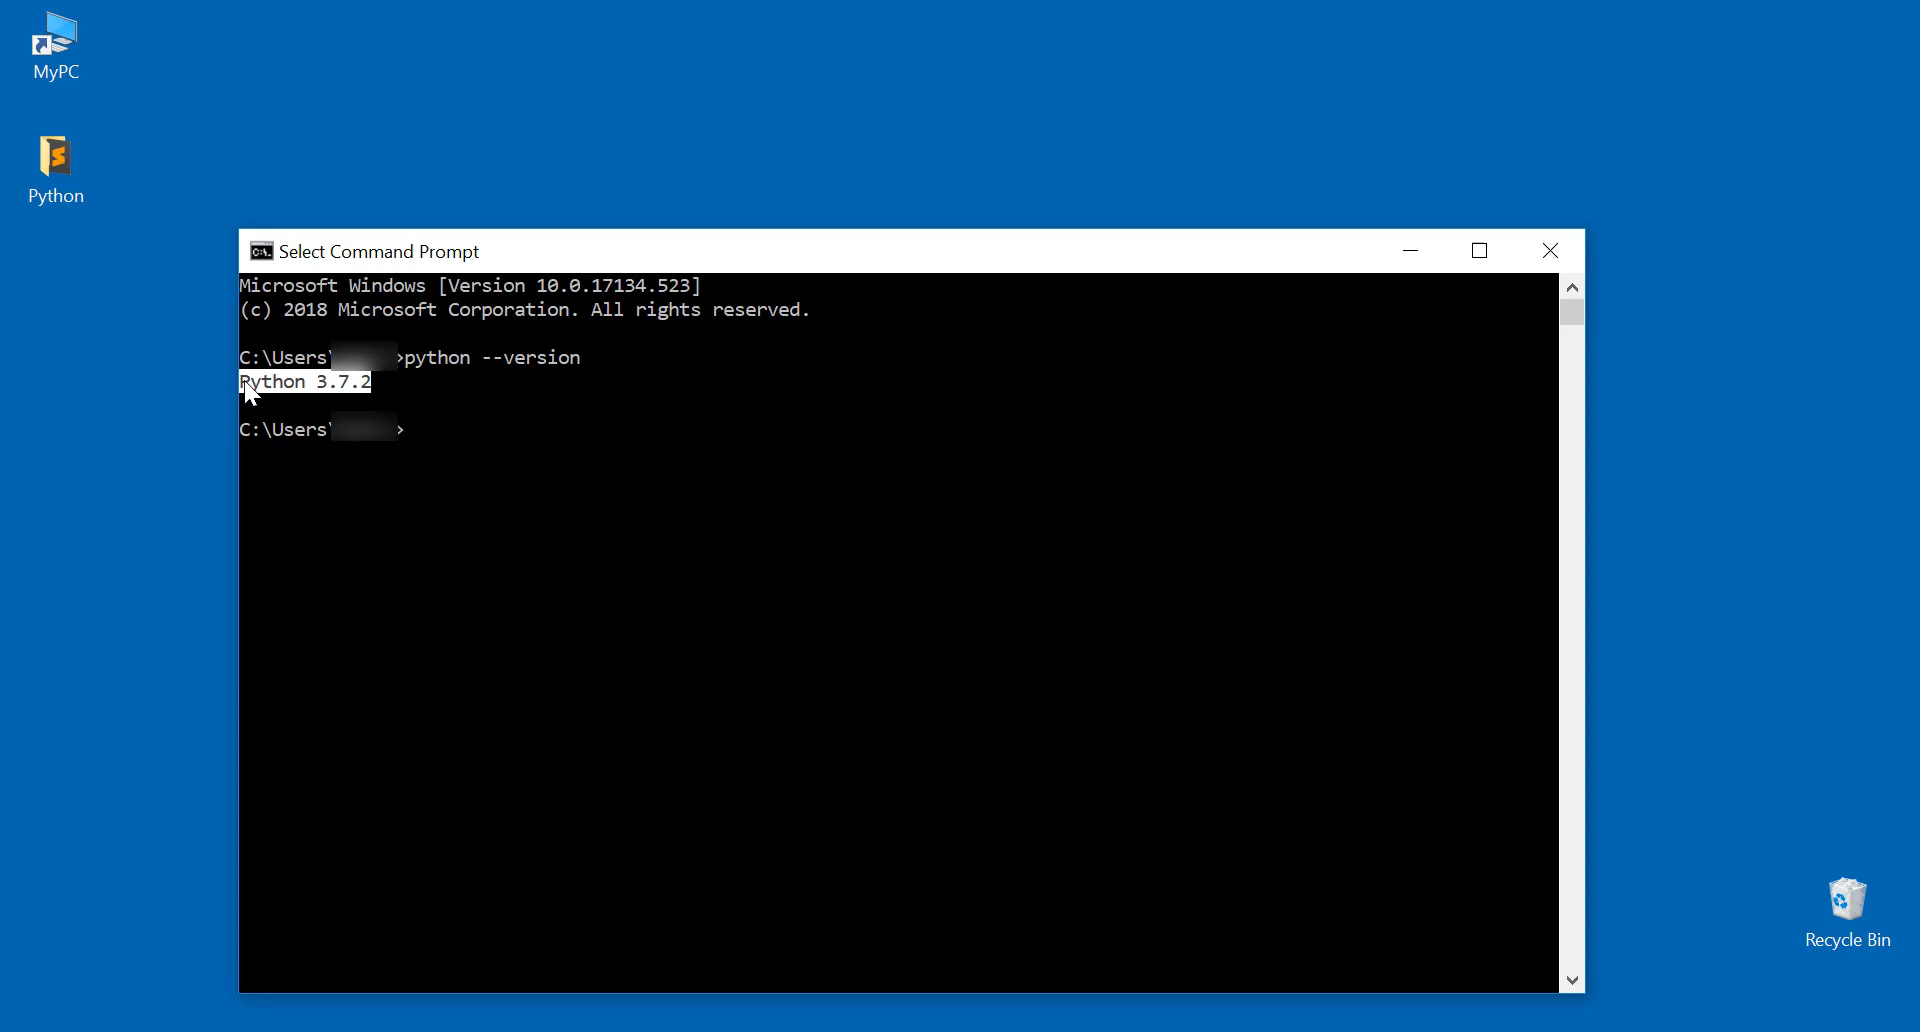 MyPC
Python
Select Command Prompt
Microsoft Windows [Version 10.0.17134.523]
(c) 2018 Microsoft Corporation. All rights reserved.
C:\Users\ >python --version
Python 3.7.2
C:\Users\ >
Recycle Bin